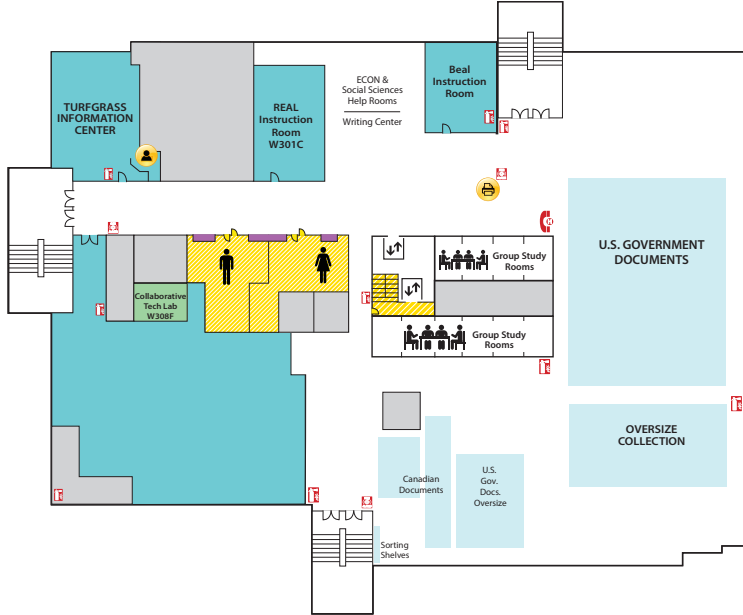 TURFGRASS
INFORMATION
CENTER
REAL
Instruction
Room
W301C
ECON &
Social Sciences
Help Rooms
Writing Center
Beal
Instruction
Room
U.S. GOVERNMENT
DOCUMENTS
Group Study
Rooms
Collaborative
Tech Lab
W308F
Group Study
Rooms
OVERSIZE
COLLECTION
Canadian
Documents
U.S.
Gov.
Docs.
Oversize
Sorting
Shelves